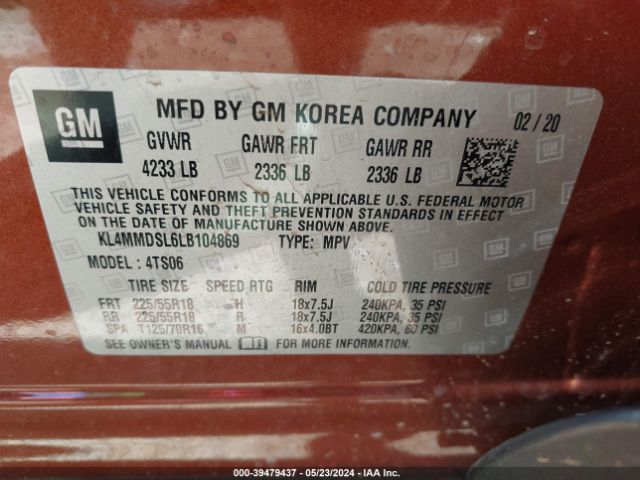 GM
MFD BY GM KOREA COMPANY 02/20
GVWR GAWR FRT GAWR RR
4233 LB 2336 LB 2336 LB
THIS VEHICLE CONFORMS TO ALL APPLICABLE U.S. FEDERAL MOTOR
VEHICLE SAFETY AND THEFT PREVENTION STANDARDS IN EFFECT
ON THE DATE OF MANUFACTURE SHOWN ABOVE.
KL4MMDSL6LB104869 TYPE: MPV
MODEL: 4TS06
TIRE SIZE SPEED RTG RIM COLD TIRE PRESSURE
FRT 225/55R18 H 18x7.5J 240KPA, 35 PSI
RR 225/55R18 H 18x7.5J 240KPA, 35 PSI
SPA T125/70R16 M 16x4.0BT 420KPA, 60 PSI
SEE OWNER'S MANUAL FOR MORE INFORMATION.
000-39479437 - 05/23/2024 - IAA Inc.